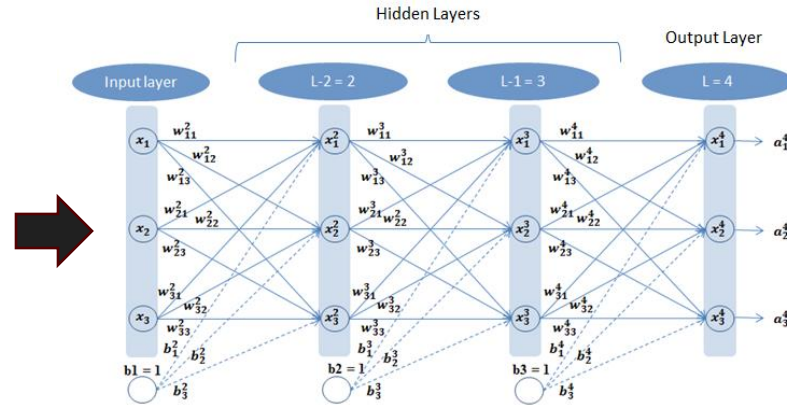 Hidden Layers
Output Layer
Input layer
L-2 = 2
L-1 = 3
L = 4
x₁
w²₁₁
x²₁
w³₁₁
x³₁
w⁴₁₁
x⁴₁
a⁴₁
w²₁₂
w³₁₂
w⁴₁₂
w²₁₃
w³₁₃
w⁴₁₃
w²₂₁
w³₂₁
w⁴₂₁
x₂
w²₂₂
x²₂
w²₂₂
x³₂
w⁴₂₂
x⁴₂
a⁴₂
w²₂₃
w³₂₃
w⁴₂₃
w²₃₁
w³₃₁
w⁴₃₁
w²₃₂
w³₃₂
w⁴₃₂
x₃
w²₃₃
x²₃
w³₃₃
x³₃
w⁴₃₃
x⁴₃
a⁴₃
b²₁
b²₂
b³₁
b³₂
b⁴₁
b⁴₂
b1 = 1
b2 = 1
b3 = 1
b²₃
b³₃
b⁴₃